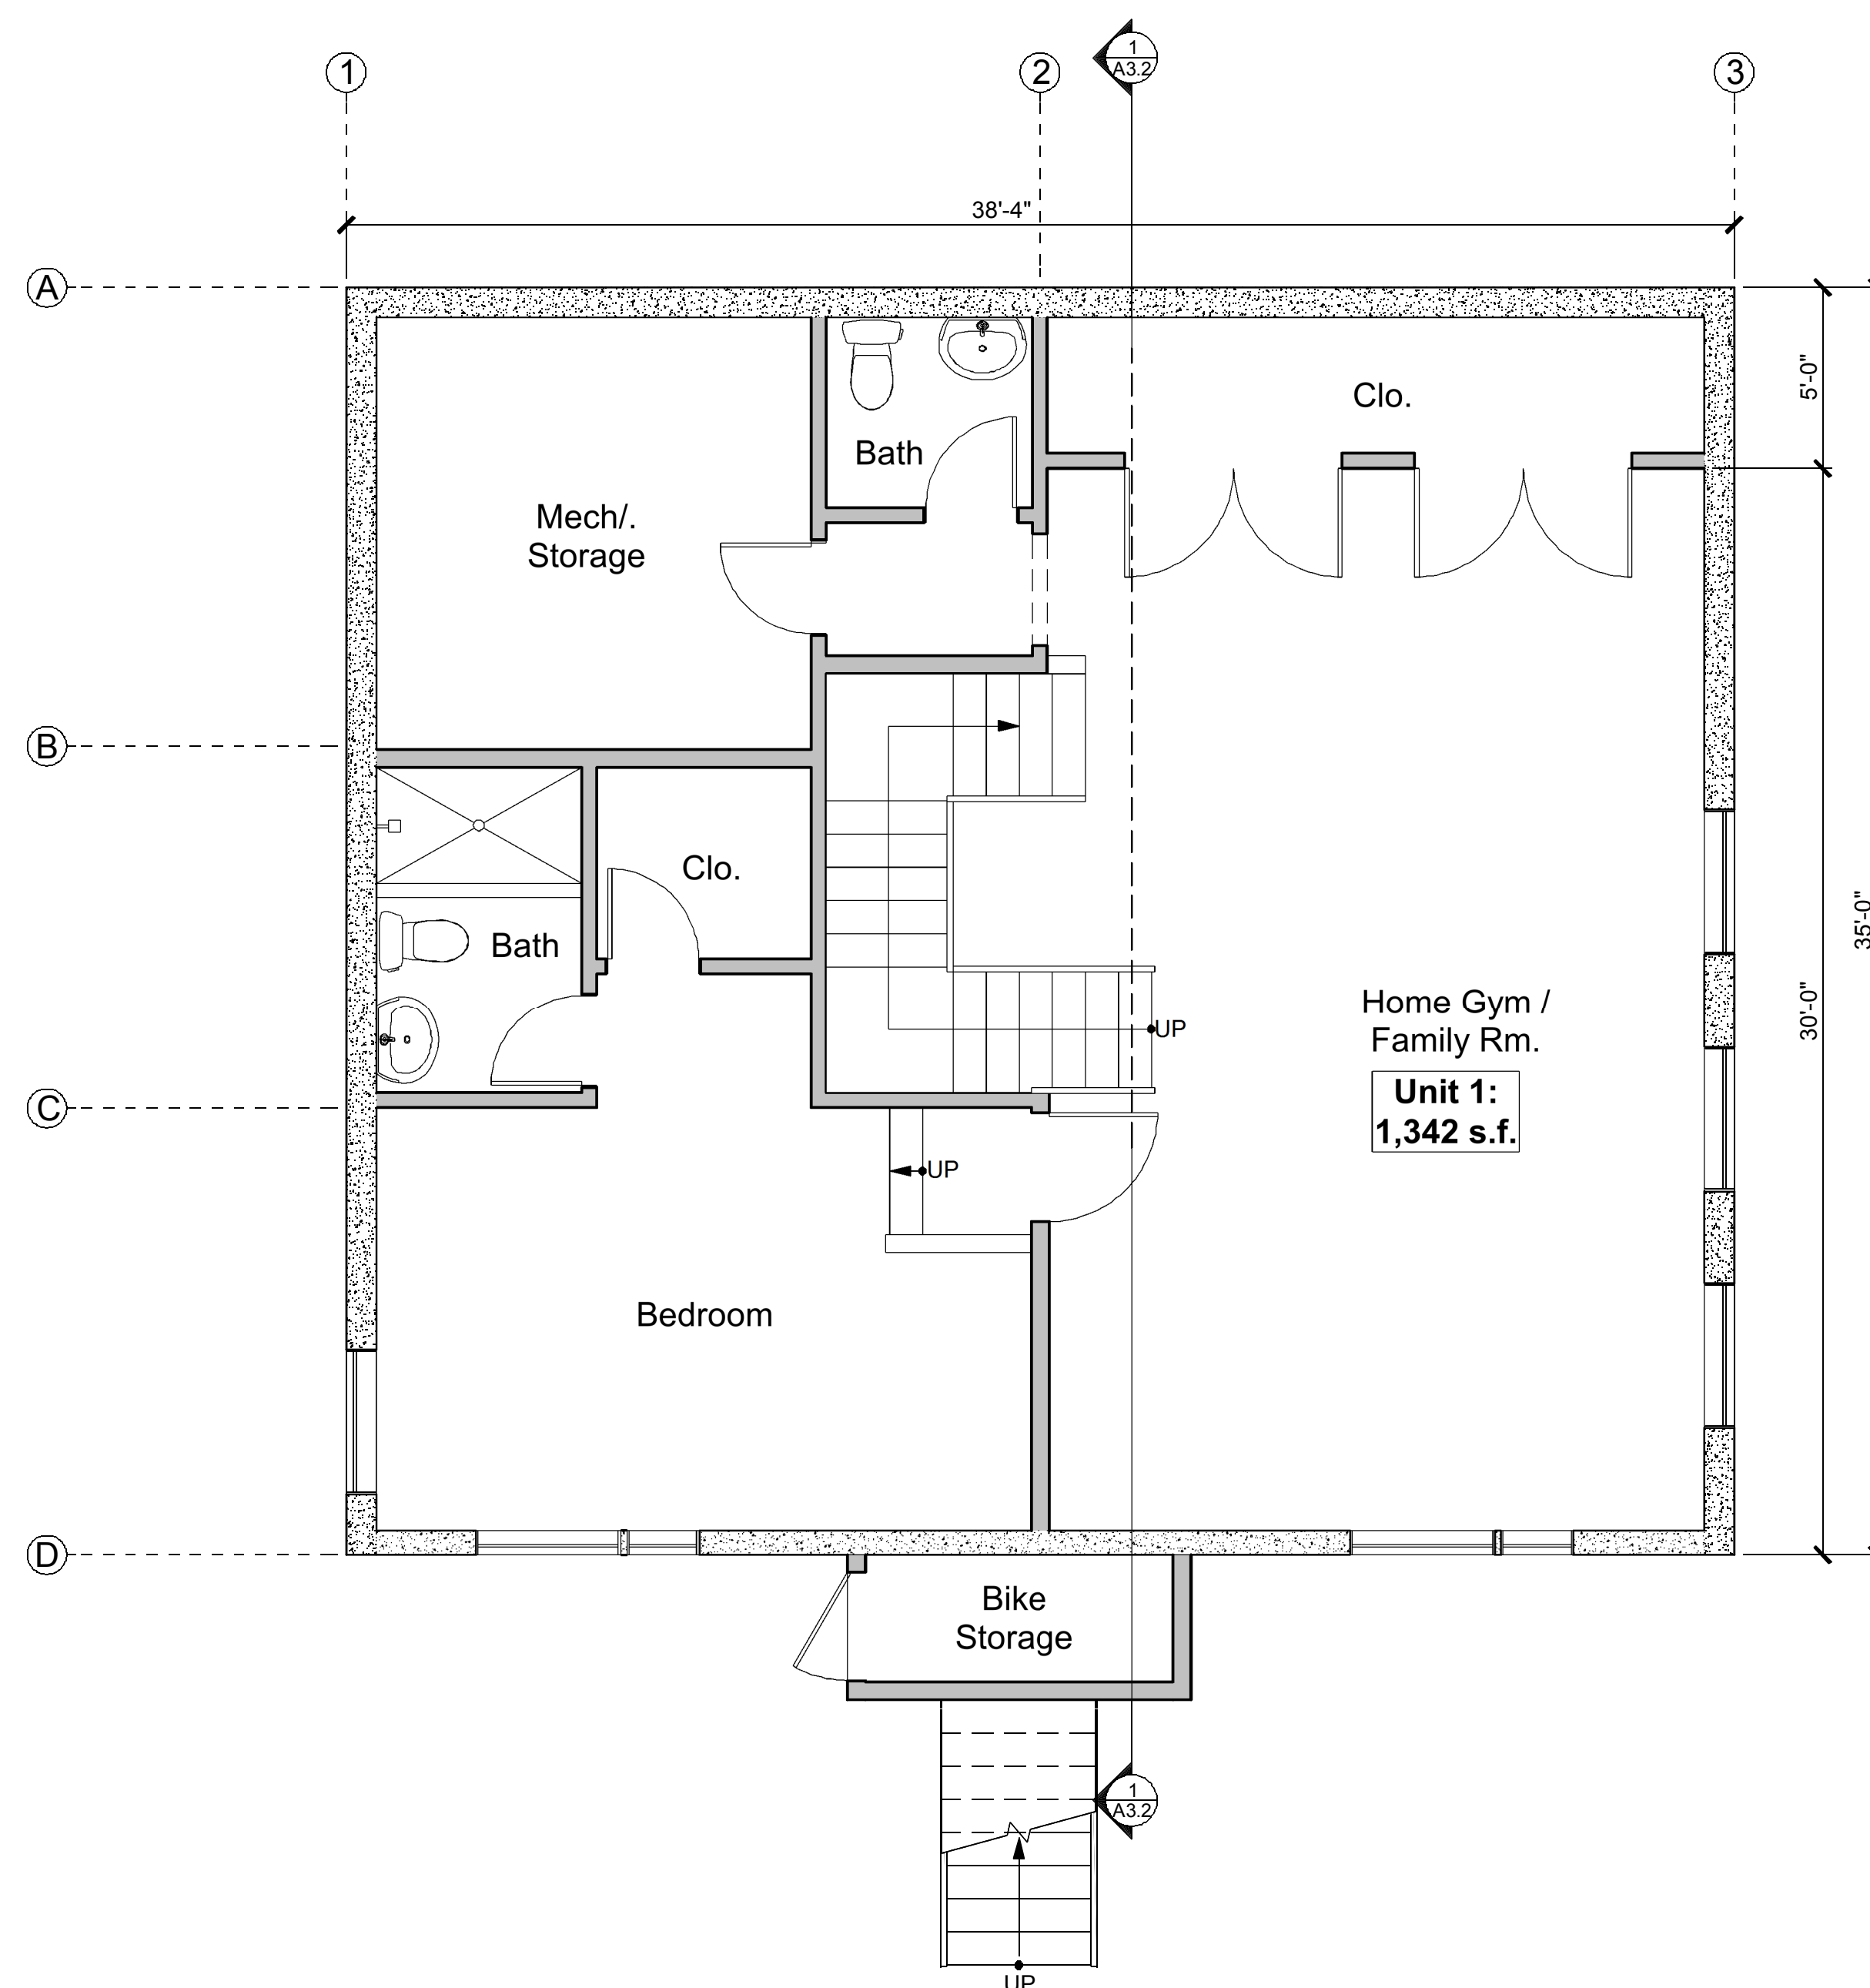 1
A3.2
1
2
3
38'-4"
A
5'-0"
Clo.
Bath
Mech/.
Storage
B
Clo.
Bath
35'-0"
30'-0"
Home Gym /
Family Rm.
UP
Unit 1:
1,342 s.f.
C
UP
Bedroom
D
Bike
Storage
1
A3.2
UP